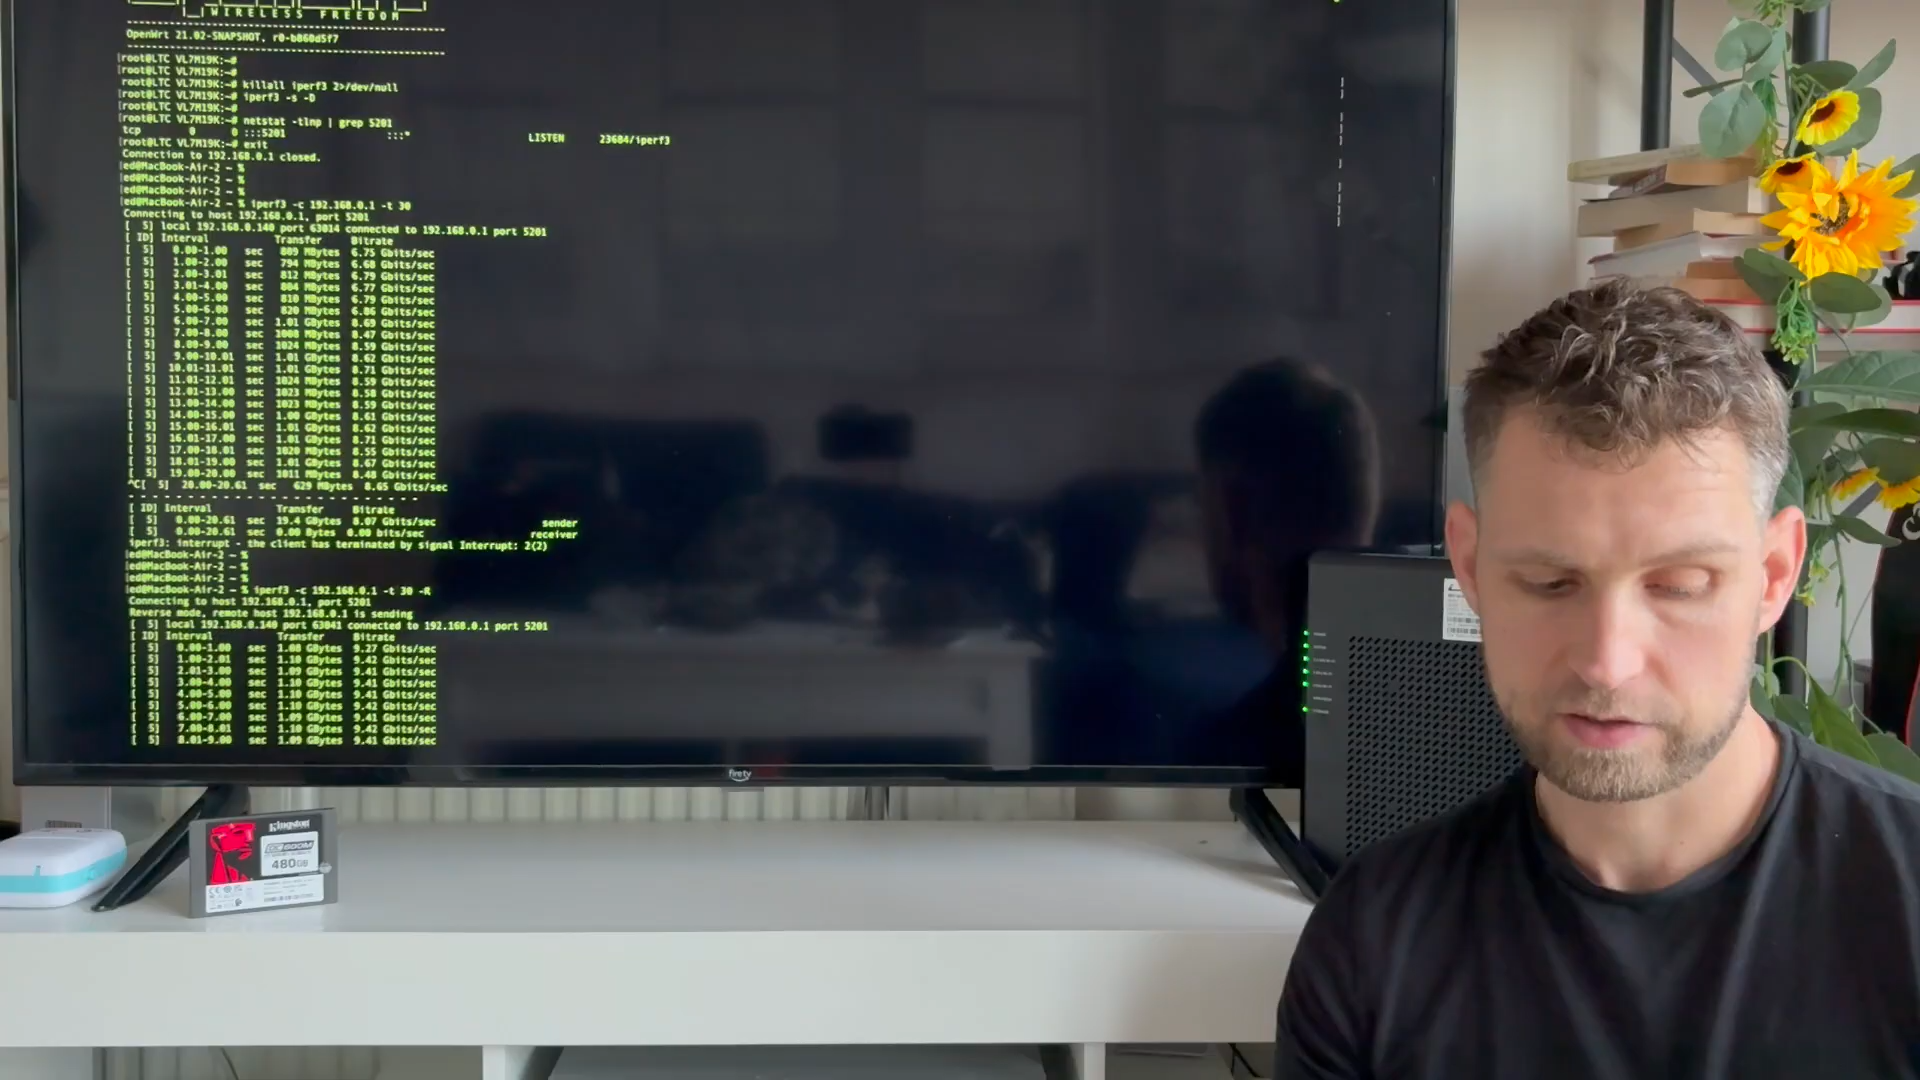 WIRELESS FREEDOM
OpenWrt 21.02-SNAPSHOT, r0-b860d5f7
[root@LTC VL7M19K:~#
[root@LTC VL7M19K:~#
[root@LTC VL7M19K:~# killall iperf3 2>/dev/null
[root@LTC VL7M19K:~# iperf3 -s -D
[root@LTC VL7M19K:~#
[root@LTC VL7M19K:~# netstat -tlnp | grep 5201
tcp 0 0 :::5201 :::* LISTEN 23684/iperf3
[root@LTC VL7M19K:~# exit
Connection to 192.168.0.1 closed.
[ed@MacBook-Air-2 ~ %
[ed@MacBook-Air-2 ~ %
[ed@MacBook-Air-2 ~ %
[ed@MacBook-Air-2 ~ % iperf3 -c 192.168.0.1 -t 30
Connecting to host 192.168.0.1, port 5201
[ 5] local 192.168.0.140 port 63014 connected to 192.168.0.1 port 5201
[ ID] Interval Transfer Bitrate
[ 5] 0.00-1.00 sec 809 MBytes 6.75 Gbits/sec
[ 5] 1.00-2.00 sec 794 MBytes 6.68 Gbits/sec
[ 5] 2.00-3.01 sec 812 MBytes 6.79 Gbits/sec
[ 5] 3.01-4.00 sec 804 MBytes 6.77 Gbits/sec
[ 5] 4.00-5.00 sec 810 MBytes 6.79 Gbits/sec
[ 5] 5.00-6.00 sec 820 MBytes 6.86 Gbits/sec
[ 5] 6.00-7.00 sec 1.01 GBytes 8.69 Gbits/sec
[ 5] 7.00-8.00 sec 1008 MBytes 8.47 Gbits/sec
[ 5] 8.00-9.00 sec 1024 MBytes 8.59 Gbits/sec
[ 5] 9.00-10.01 sec 1.01 GBytes 8.62 Gbits/sec
[ 5] 10.01-11.01 sec 1.01 GBytes 8.71 Gbits/sec
[ 5] 11.01-12.01 sec 1024 MBytes 8.59 Gbits/sec
[ 5] 12.01-13.00 sec 1023 MBytes 8.58 Gbits/sec
[ 5] 13.00-14.00 sec 1023 MBytes 8.59 Gbits/sec
[ 5] 14.00-15.00 sec 1.00 GBytes 8.61 Gbits/sec
[ 5] 15.00-16.01 sec 1.01 GBytes 8.62 Gbits/sec
[ 5] 16.01-17.00 sec 1.01 GBytes 8.71 Gbits/sec
[ 5] 17.00-18.01 sec 1020 MBytes 8.55 Gbits/sec
[ 5] 18.01-19.00 sec 1.01 GBytes 8.67 Gbits/sec
[ 5] 19.00-20.00 sec 1011 MBytes 8.48 Gbits/sec
^C[ 5] 20.00-20.61 sec 629 MBytes 8.65 Gbits/sec
- - - - - - - - - - - - - - - - - - - - - - - - -
[ ID] Interval Transfer Bitrate
[ 5] 0.00-20.61 sec 19.4 GBytes 8.07 Gbits/sec sender
[ 5] 0.00-20.61 sec 0.00 Bytes 0.00 bits/sec receiver
iperf3: interrupt - the client has terminated by signal Interrupt: 2(2)
[ed@MacBook-Air-2 ~ %
[ed@MacBook-Air-2 ~ %
[ed@MacBook-Air-2 ~ %
[ed@MacBook-Air-2 ~ % iperf3 -c 192.168.0.1 -t 30 -R
Connecting to host 192.168.0.1, port 5201
Reverse mode, remote host 192.168.0.1 is sending
[ 5] local 192.168.0.140 port 63041 connected to 192.168.0.1 port 5201
[ ID] Interval Transfer Bitrate
[ 5] 0.00-1.00 sec 1.08 GBytes 9.27 Gbits/sec
[ 5] 1.00-2.01 sec 1.10 GBytes 9.42 Gbits/sec
[ 5] 2.01-3.00 sec 1.09 GBytes 9.41 Gbits/sec
[ 5] 3.00-4.00 sec 1.10 GBytes 9.41 Gbits/sec
[ 5] 4.00-5.00 sec 1.10 GBytes 9.42 Gbits/sec
[ 5] 5.00-6.00 sec 1.10 GBytes 9.42 Gbits/sec
[ 5] 6.00-7.00 sec 1.09 GBytes 9.41 Gbits/sec
[ 5] 7.00-8.01 sec 1.10 GBytes 9.42 Gbits/sec
[ 5] 8.01-9.00 sec 1.09 GBytes 9.41 Gbits/sec
firetv
Kingston
DC600M
480GB